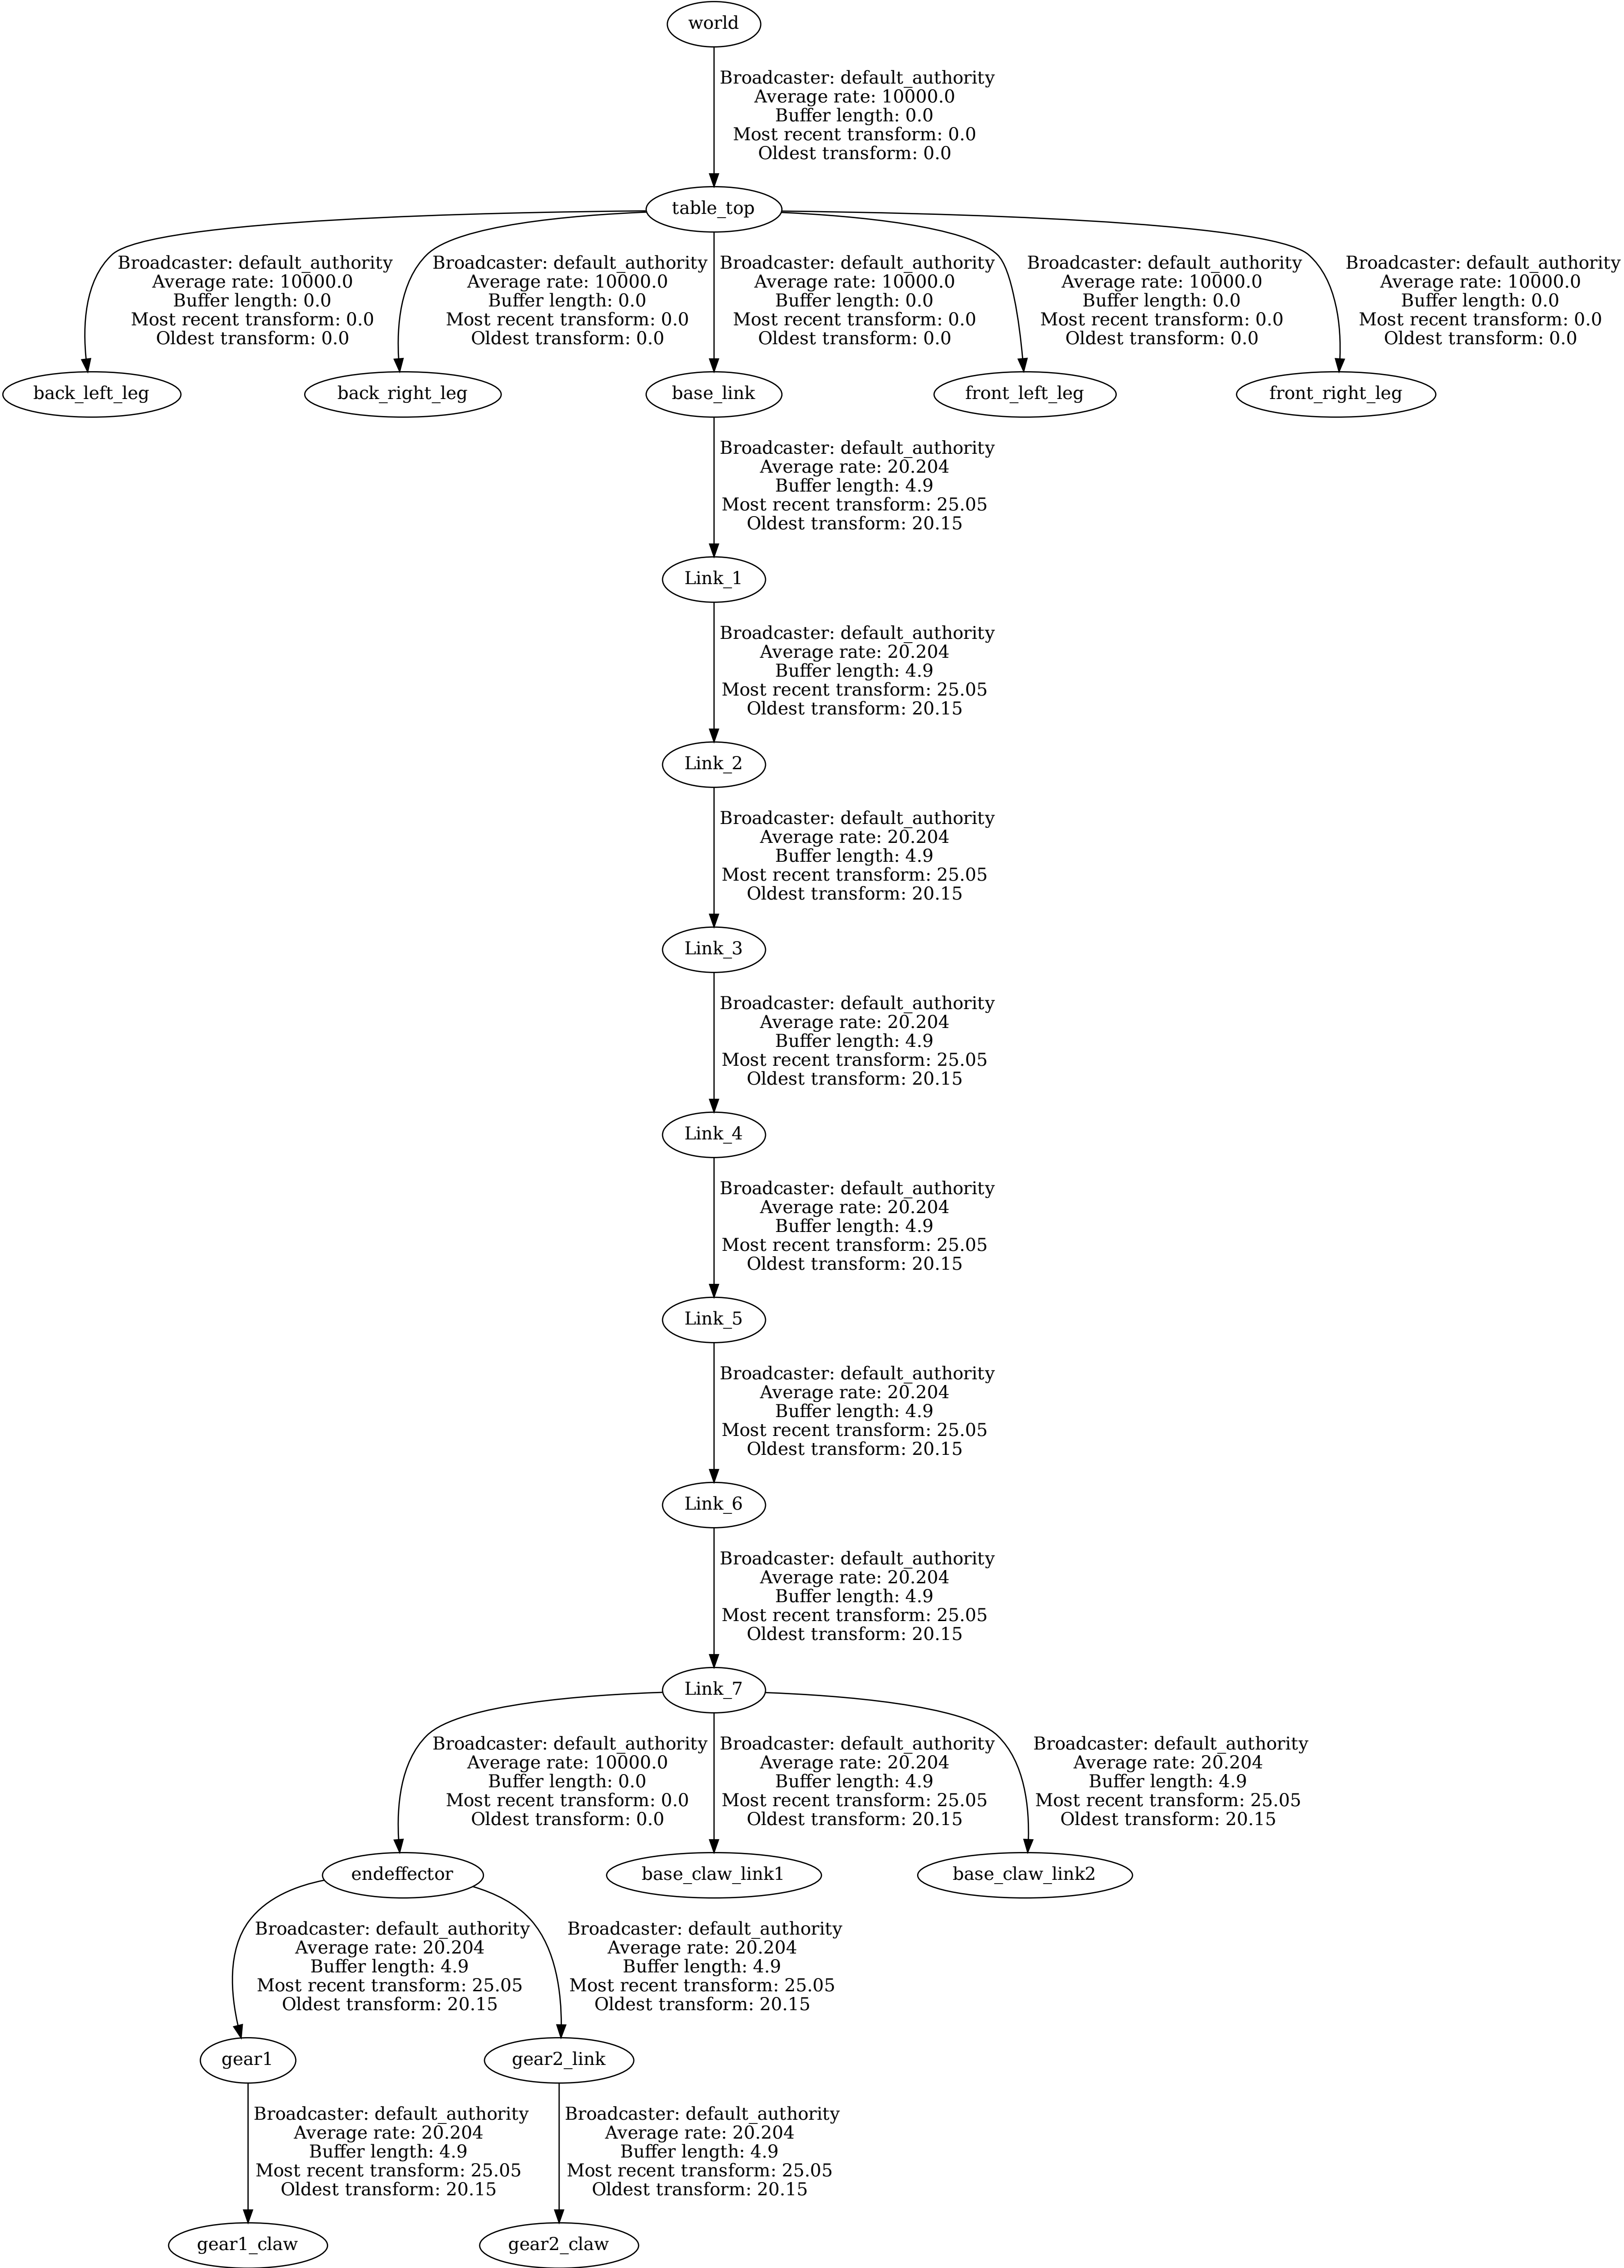 world
Broadcaster: default_authority
Average rate: 10000.0
Buffer length: 0.0
Most recent transform: 0.0
Oldest transform: 0.0
table_top
Broadcaster: default_authority
Average rate: 10000.0
Buffer length: 0.0
Most recent transform: 0.0
Oldest transform: 0.0
Broadcaster: default_authority
Average rate: 10000.0
Buffer length: 0.0
Most recent transform: 0.0
Oldest transform: 0.0
Broadcaster: default_authority
Average rate: 10000.0
Buffer length: 0.0
Most recent transform: 0.0
Oldest transform: 0.0
Broadcaster: default_authority
Average rate: 10000.0
Buffer length: 0.0
Most recent transform: 0.0
Oldest transform: 0.0
Broadcaster: default_authority
Average rate: 10000.0
Buffer length: 0.0
Most recent transform: 0.0
Oldest transform: 0.0
back_left_leg
back_right_leg
base_link
front_left_leg
front_right_leg
Broadcaster: default_authority
Average rate: 20.204
Buffer length: 4.9
Most recent transform: 25.05
Oldest transform: 20.15
Link_1
Broadcaster: default_authority
Average rate: 20.204
Buffer length: 4.9
Most recent transform: 25.05
Oldest transform: 20.15
Link_2
Broadcaster: default_authority
Average rate: 20.204
Buffer length: 4.9
Most recent transform: 25.05
Oldest transform: 20.15
Link_3
Broadcaster: default_authority
Average rate: 20.204
Buffer length: 4.9
Most recent transform: 25.05
Oldest transform: 20.15
Link_4
Broadcaster: default_authority
Average rate: 20.204
Buffer length: 4.9
Most recent transform: 25.05
Oldest transform: 20.15
Link_5
Broadcaster: default_authority
Average rate: 20.204
Buffer length: 4.9
Most recent transform: 25.05
Oldest transform: 20.15
Link_6
Broadcaster: default_authority
Average rate: 20.204
Buffer length: 4.9
Most recent transform: 25.05
Oldest transform: 20.15
Link_7
Broadcaster: default_authority
Average rate: 10000.0
Buffer length: 0.0
Most recent transform: 0.0
Oldest transform: 0.0
Broadcaster: default_authority
Average rate: 20.204
Buffer length: 4.9
Most recent transform: 25.05
Oldest transform: 20.15
Broadcaster: default_authority
Average rate: 20.204
Buffer length: 4.9
Most recent transform: 25.05
Oldest transform: 20.15
endeffector
base_claw_link1
base_claw_link2
Broadcaster: default_authority
Average rate: 20.204
Buffer length: 4.9
Most recent transform: 25.05
Oldest transform: 20.15
Broadcaster: default_authority
Average rate: 20.204
Buffer length: 4.9
Most recent transform: 25.05
Oldest transform: 20.15
gear1
gear2_link
Broadcaster: default_authority
Average rate: 20.204
Buffer length: 4.9
Most recent transform: 25.05
Oldest transform: 20.15
Broadcaster: default_authority
Average rate: 20.204
Buffer length: 4.9
Most recent transform: 25.05
Oldest transform: 20.15
gear1_claw
gear2_claw